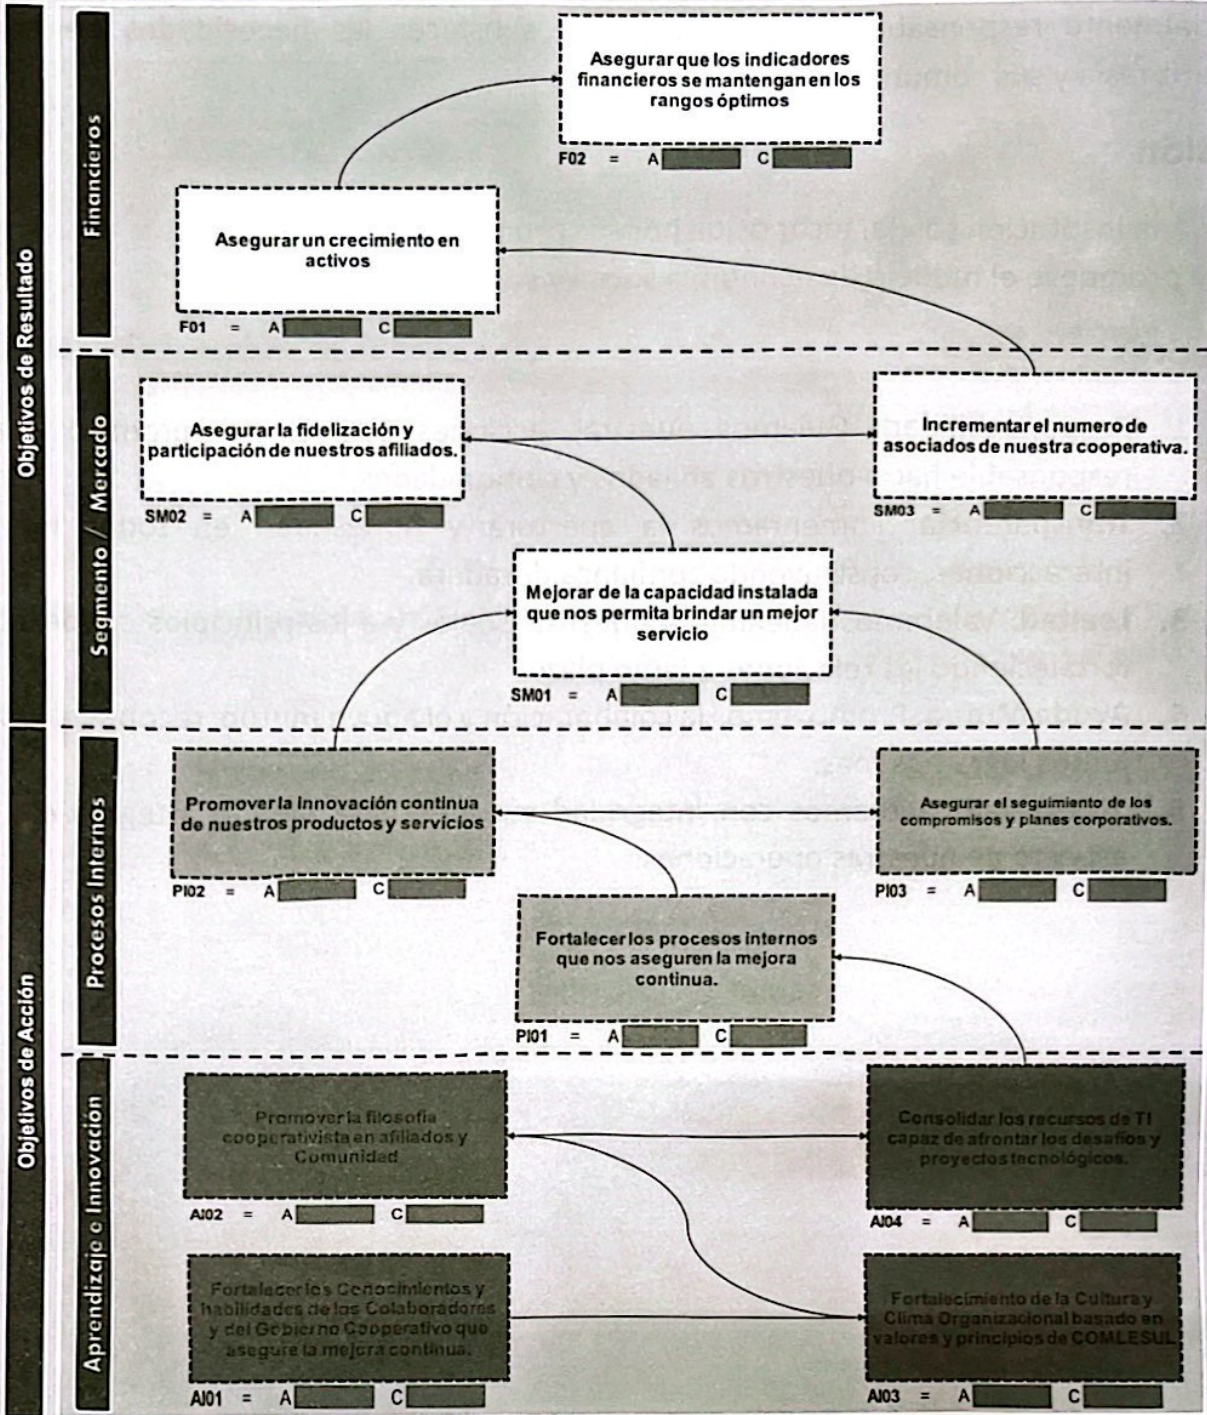 Objetivos de Resultado
Financieros
Asegurar que los indicadores
financieros se mantengan en los
rangos óptimos
F02 = A C
Asegurar un crecimiento en
activos
F01 = A C
Segmento / Mercado
Asegurar la fidelización y
participación de nuestros afiliados.
SM02 = A C
Incrementar el numero de
asociados de nuestra cooperativa.
SM03 = A C
Mejorar de la capacidad instalada
que nos permita brindar un mejor
servicio
SM01 = A C
Objetivos de Acción
Procesos Internos
Promover la Innovación continua
de nuestros productos y servicios
PI02 = A C
Asegurar el seguimiento de los
compromisos y planes corporativos.
PI03 = A C
Fortalecer los procesos internos
que nos aseguren la mejora
continua.
PI01 = A C
Aprendizaje e Innovación
Promover la filosofía
cooperativista en afiliados y
Comunidad
AI02 = A C
Consolidar los recursos de TI
capaz de afrontar los desafíos y
proyectos tecnológicos.
AI04 = A C
Fortalecer los Conocimientos y
habilidades de los Colaboradores
y del Gobierno Cooperativo que
asegure la mejora continua.
AI01 = A C
Fortalecimiento de la Cultura y
Clima Organizacional basado en
valores y principios de COMLESUL
AI03 = A C